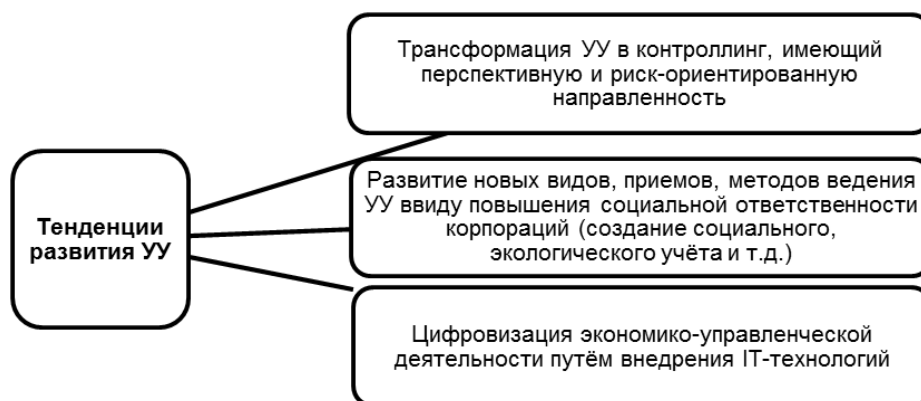 Трансформация УУ в контроллинг, имеющий
перспективную и риск-ориентированную
направленность
Тенденции
развития УУ
Развитие новых видов, приемов, методов ведения
УУ ввиду повышения социальной ответственности
корпораций (создание социального,
экологического учёта и т.д.)
Цифровизация экономико-управленческой
деятельности путём внедрения IT-технологий